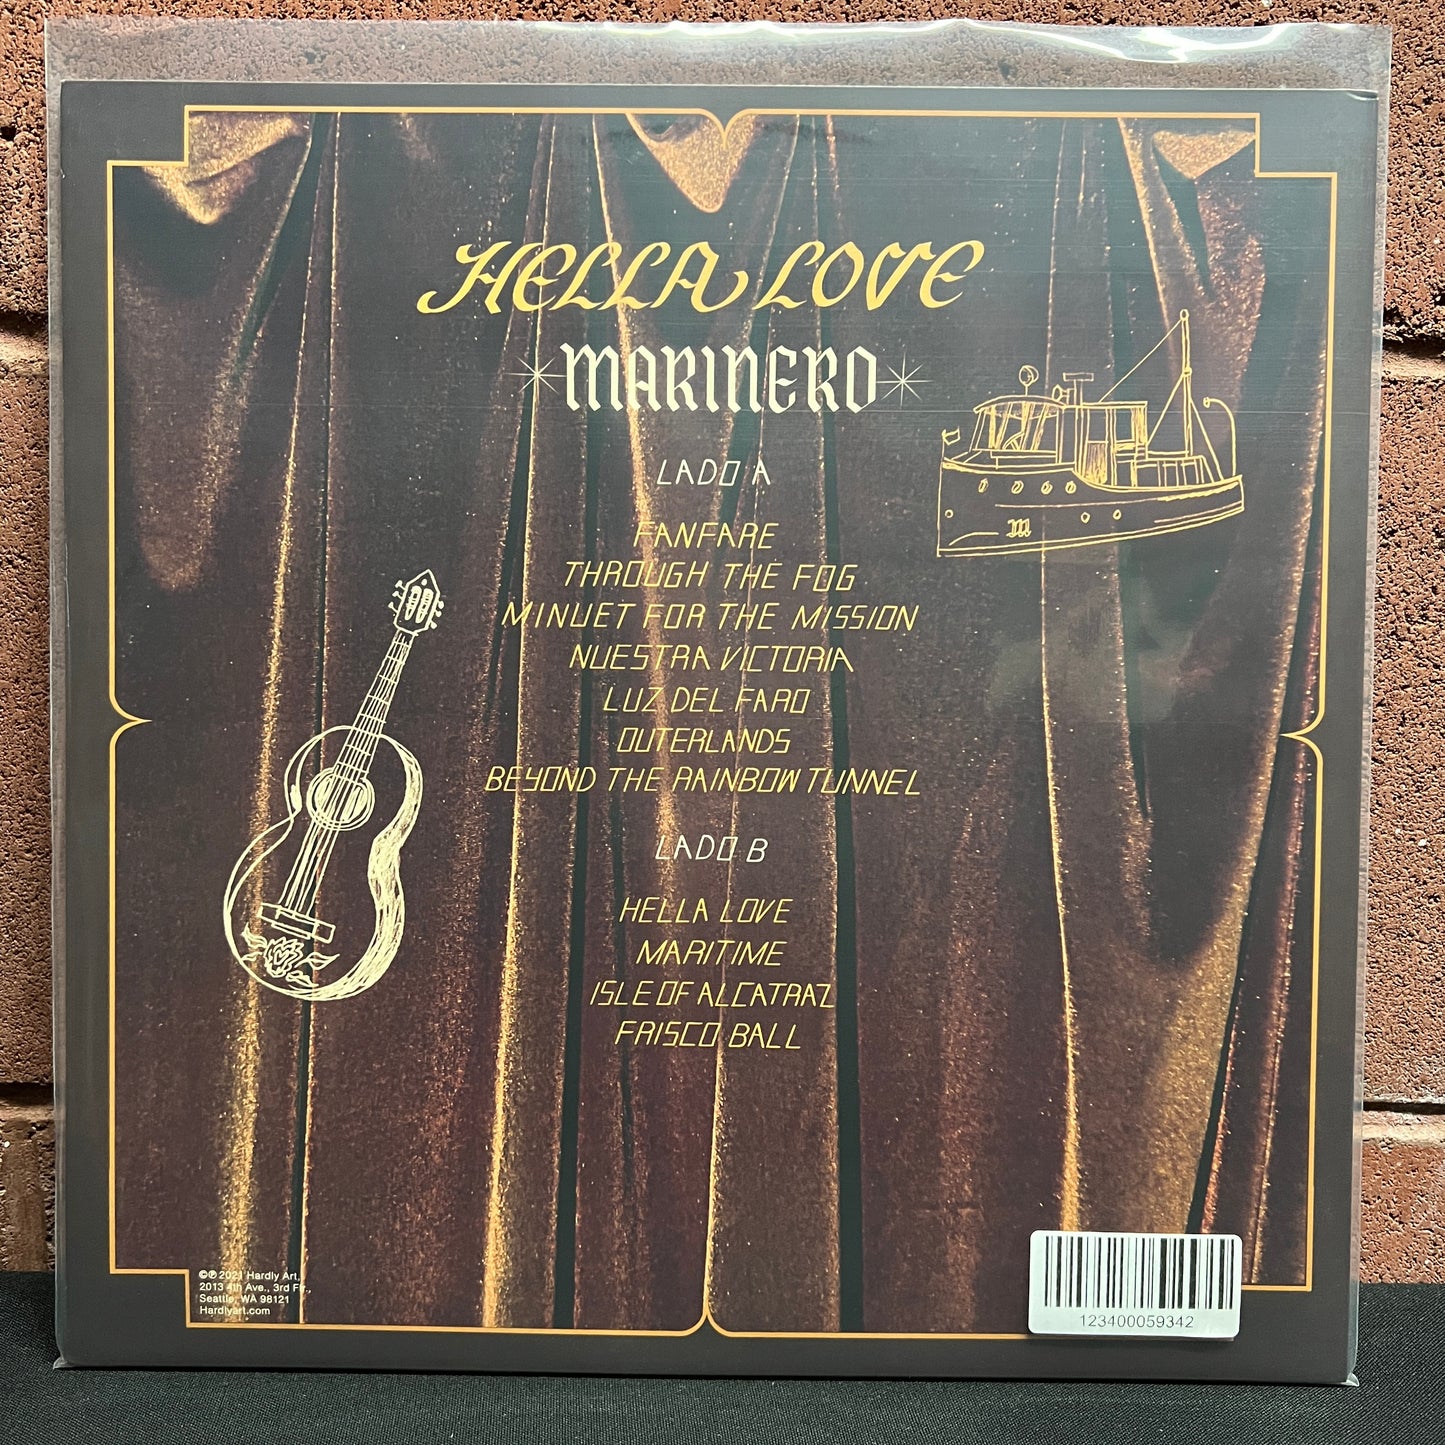 HELLA LOVE
MARINERO
LADO A
FANFARE
THROUGH THE FOG
MINUET FOR THE MISSION
NUESTRA VICTORIA
LUZ DEL FARO
OUTERLANDS
BEYOND THE RAINBOW TUNNEL
LADO B
HELLA LOVE
MARITIME
ISLE OF ALCATRAZ
FRISCO BALL
M
©℗ 2021 Hardly Art,
2013 4th Ave., 3rd Flr.,
Seattle, WA 98121
Hardlyart.com
123400059342